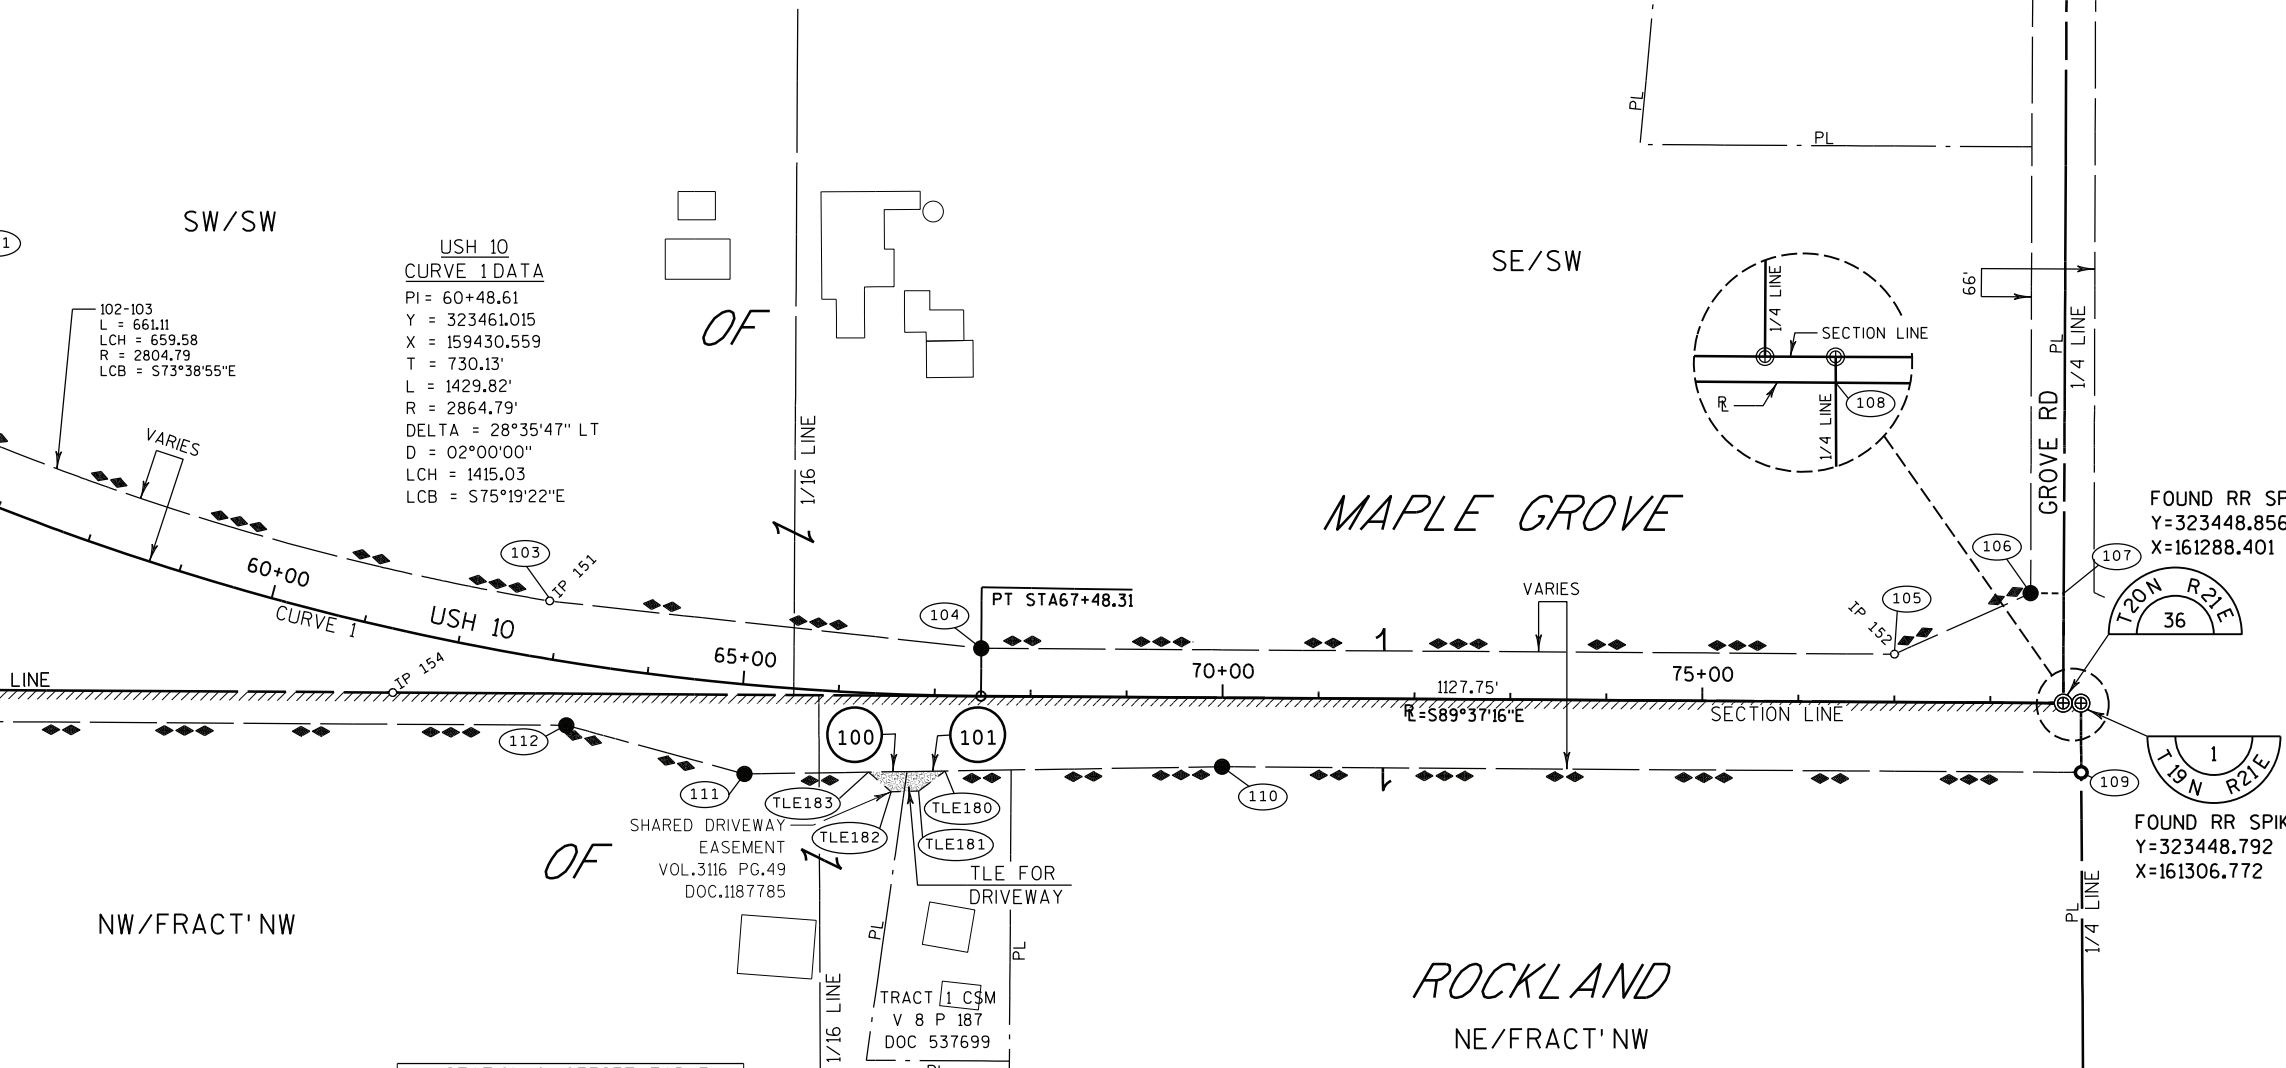 SW/SW
1
USH 10
CURVE 1 DATA
PI = 60+48.61
Y = 323461.015
X = 159430.559
T = 730.13'
L = 1429.82'
R = 2864.79'
DELTA = 28°35'47" LT
D = 02°00'00"
LCH = 1415.03
LCB = S75°19'22"E
102-103
L = 661.11
LCH = 659.58
R = 2804.79
LCB = S73°38'55"E
VARIES
OF
1/16 LINE
PL
PL
SE/SW
1/4 LINE
SECTION LINE
108
1/4 LINE
66'
PL
1/4 LINE
GROVE RD
MAPLE GROVE
FOUND RR SP
Y=323448.856
X=161288.401
103
IP 151
60+00
CURVE 1
USH 10
104
PT STA67+48.31
VARIES
IP 152
105
106
107
T20N R21E
36
LINE
IP 154
65+00
70+00
75+00
1127.75'
RL=S89°37'16"E
SECTION LINE
100
101
112
111
TLE183
TLE182
TLE180
TLE181
110
109
1
T19N R21E
FOUND RR SPIK
Y=323448.792
X=161306.772
SHARED DRIVEWAY
EASEMENT
VOL.3116 PG.49
DOC.1187785
OF
TLE FOR
DRIVEWAY
PL
PL
PL
1/4 LINE
NW/FRACT'NW
1/16 LINE
TRACT 1 CSM
V 8 P 187
DOC 537699
ROCKLAND
NE/FRACT'NW